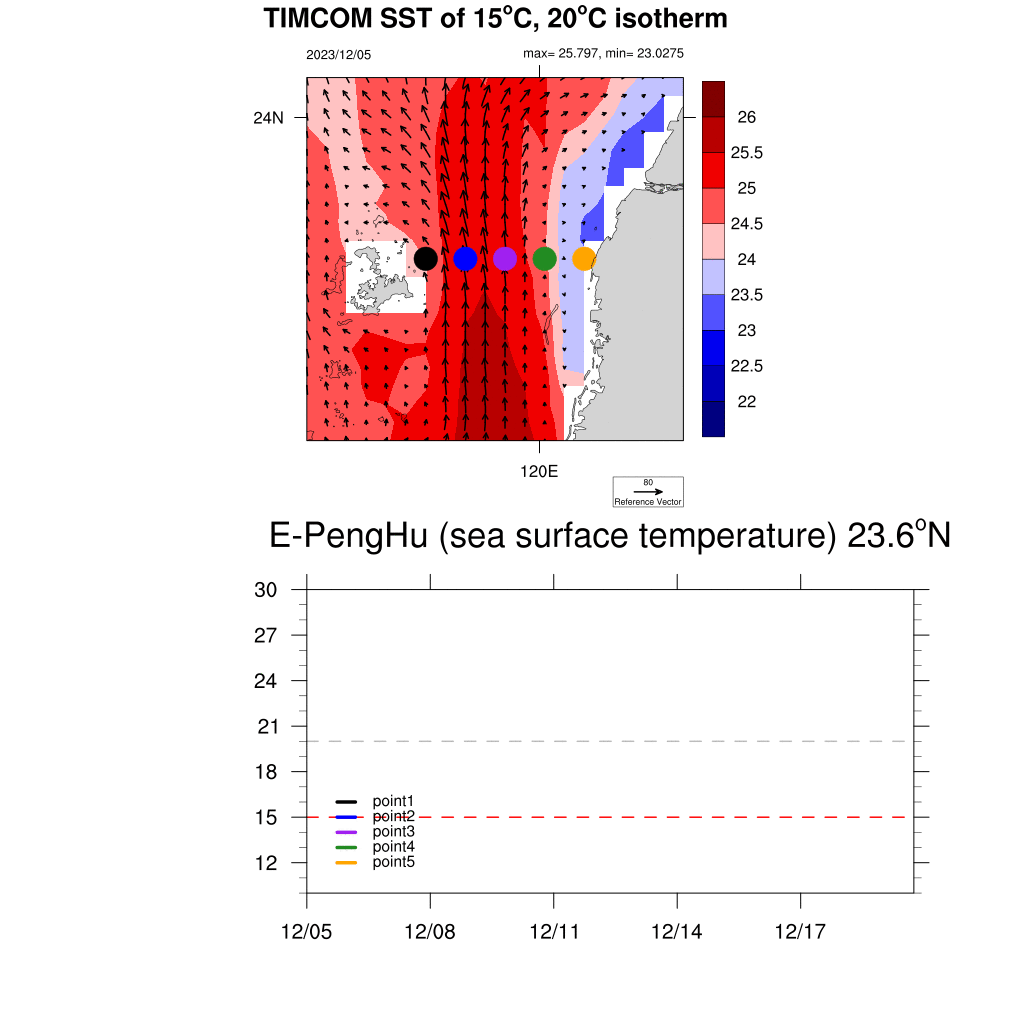 TIMCOM SST of 15°C, 20°C isotherm
2023/12/05
max= 25.797, min= 23.0275
24N
26
25.5
25
24.5
24
23.5
23
22.5
22
120E
80
Reference Vector
E-PengHu (sea surface temperature) 23.6°N
30
27
24
21
18
15
12
point1
point2
point3
point4
point5
12/05
12/08
12/11
12/14
12/17